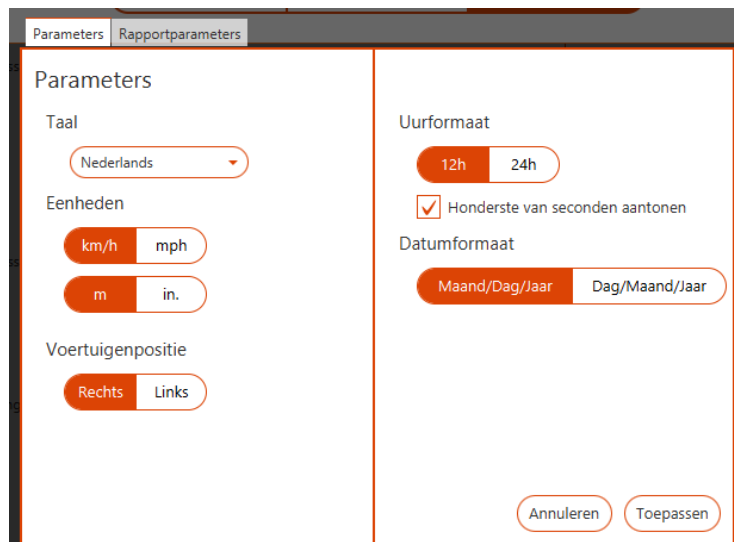 Parameters Rapportparameters
Parameters
Taal
Nederlands
Eenheden
km/h mph
m in.
Voertuigenpositie
Rechts Links
Uurformaat
12h 24h
Honderste van seconden aantonen
Datumformaat
Maand/Dag/Jaar Dag/Maand/Jaar
Annuleren Toepassen